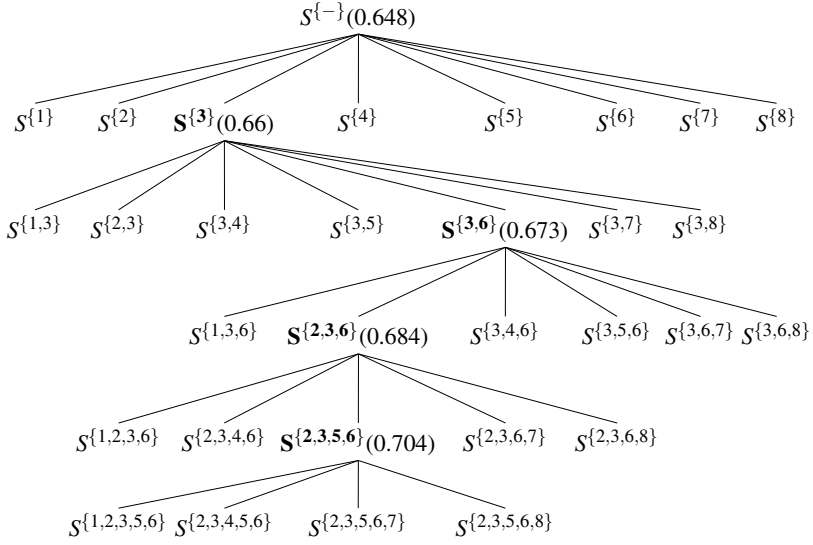 S^{−}(0.648)
S^{1} S^{2} S^{3}(0.66) S^{4} S^{5} S^{6} S^{7} S^{8}
S^{1,3} S^{2,3} S^{3,4} S^{3,5} S^{3,6}(0.673) S^{3,7} S^{3,8}
S^{1,3,6} S^{2,3,6}(0.684) S^{3,4,6} S^{3,5,6} S^{3,6,7} S^{3,6,8}
S^{1,2,3,6} S^{2,3,4,6} S^{2,3,5,6}(0.704) S^{2,3,6,7} S^{2,3,6,8}
S^{1,2,3,5,6} S^{2,3,4,5,6} S^{2,3,5,6,7} S^{2,3,5,6,8}